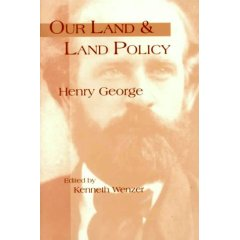 OUR LAND &
LAND POLICY
Henry George
Edited by
Kenneth Wenzer